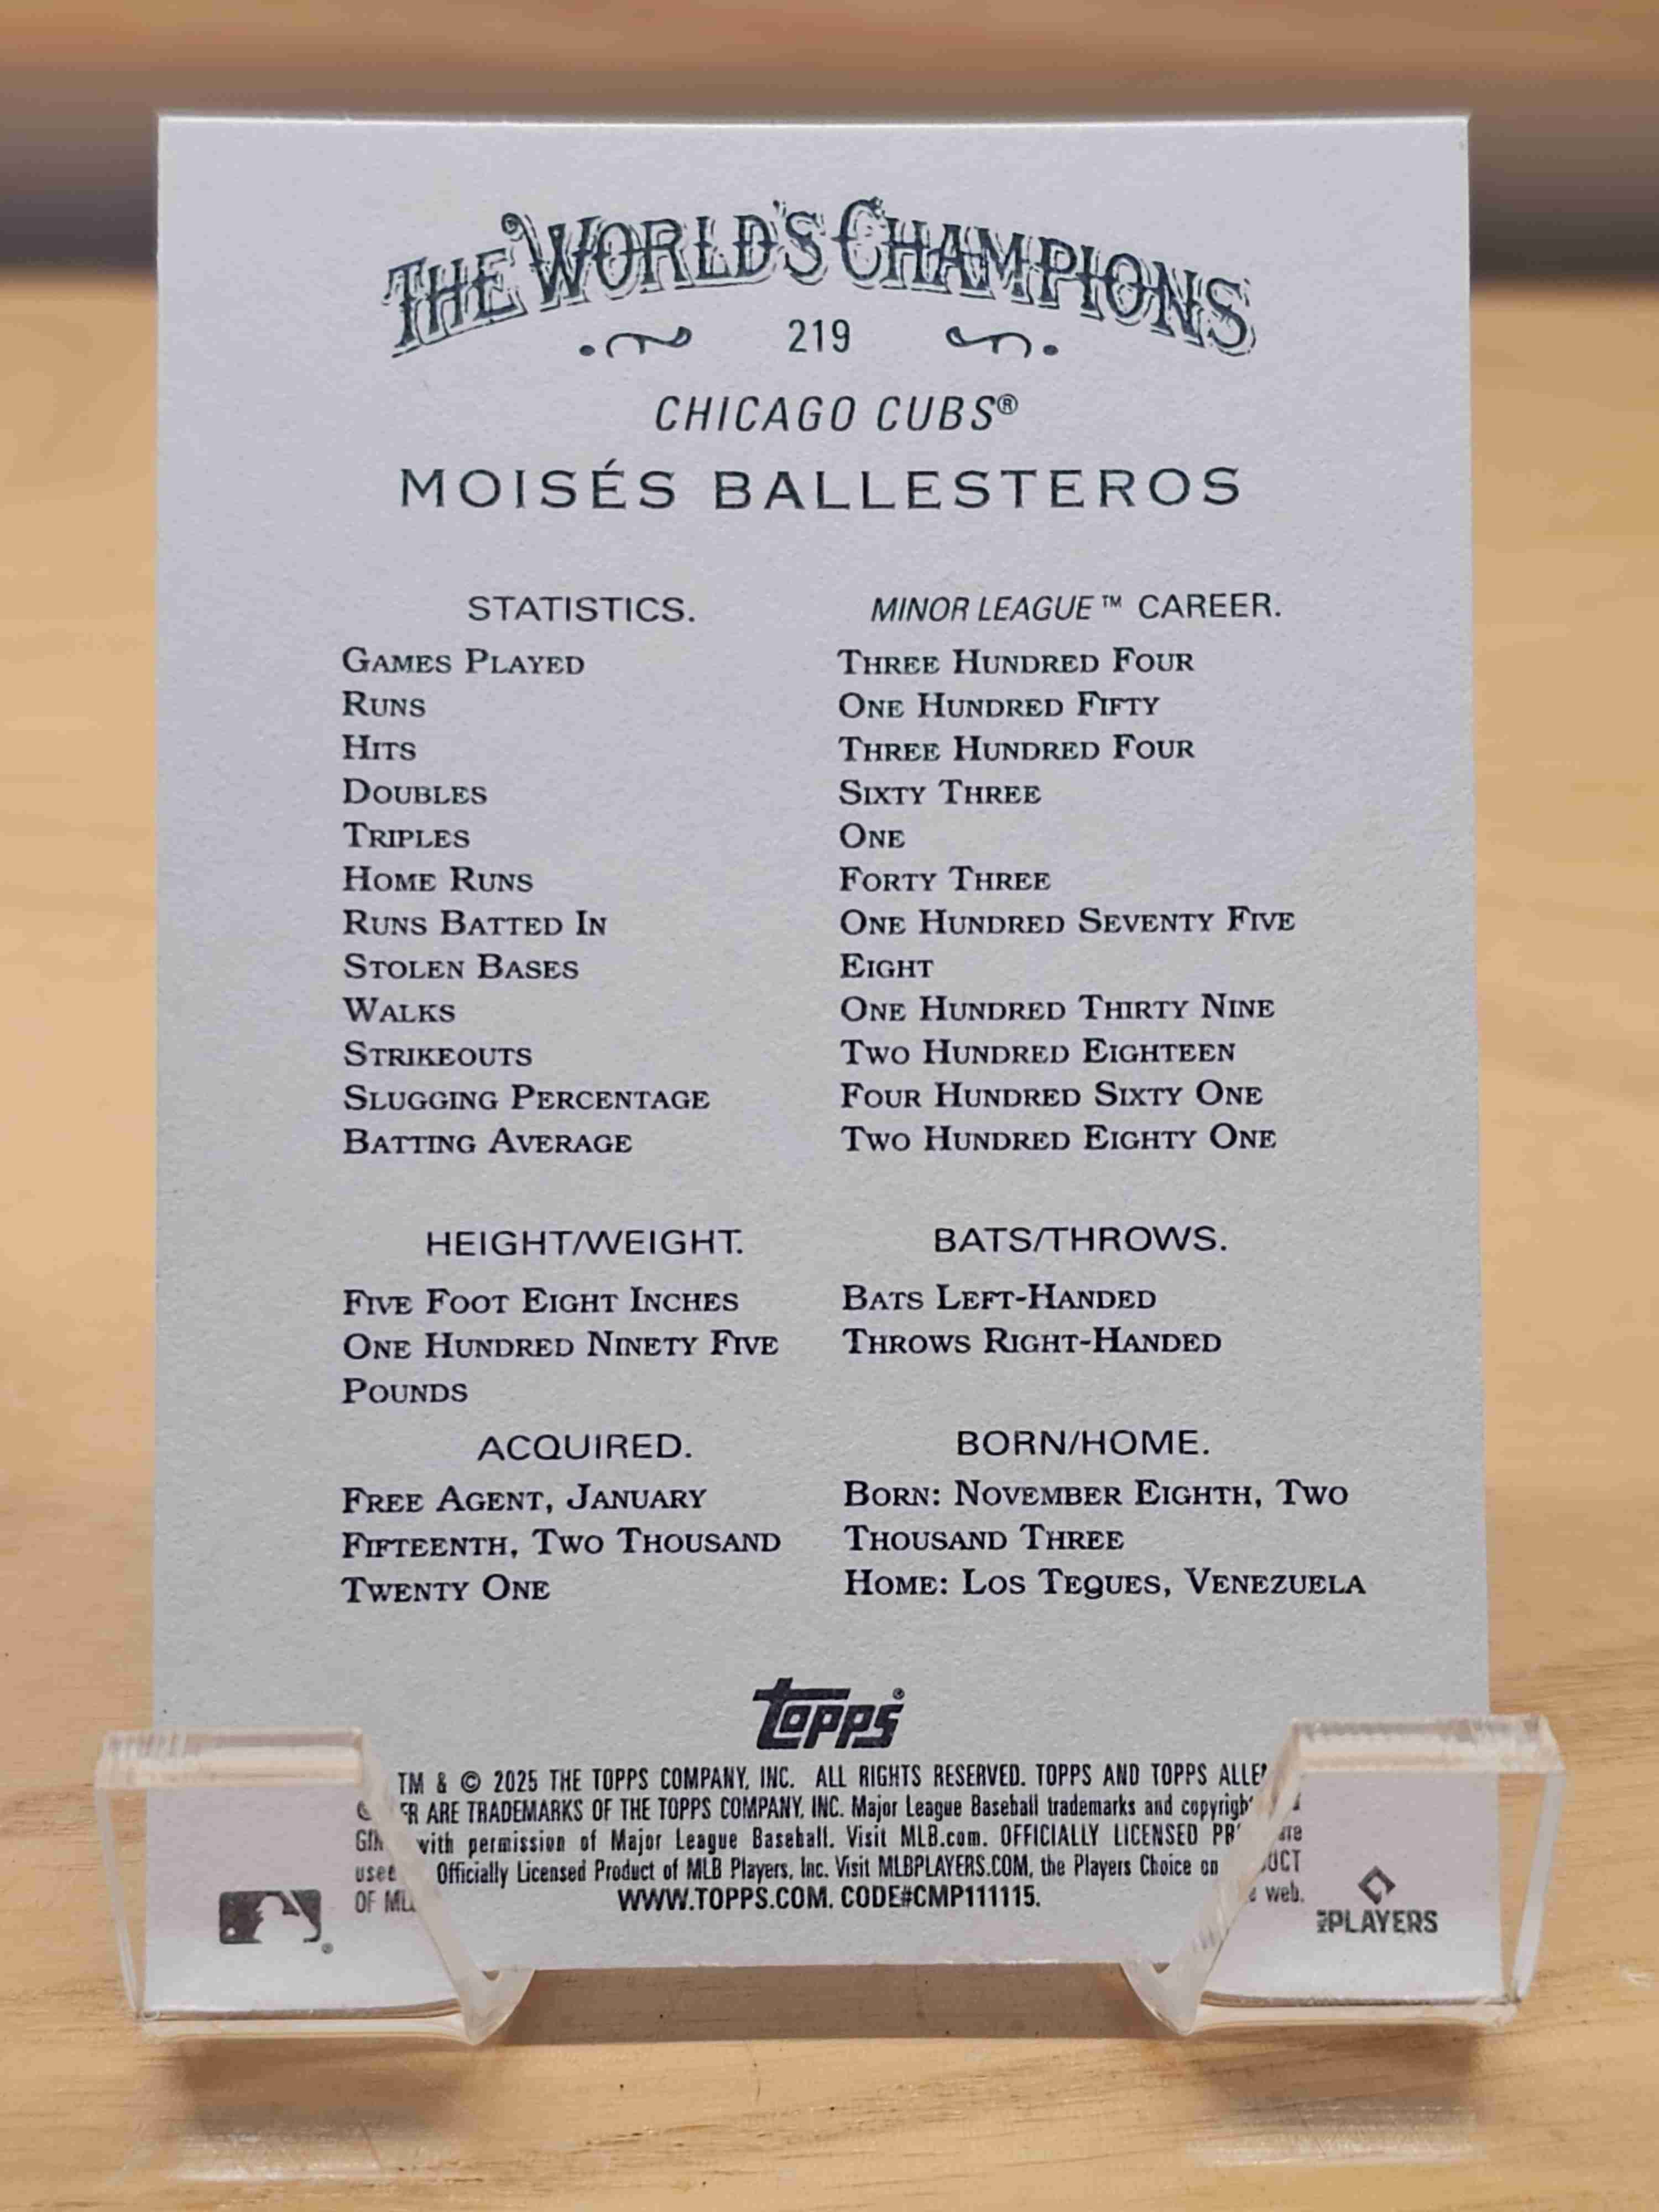 THE WORLD'S CHAMPIONS
219
CHICAGO CUBS®
MOISÉS BALLESTEROS
STATISTICS. MINOR LEAGUE™ CAREER.
GAMES PLAYED THREE HUNDRED FOUR
RUNS ONE HUNDRED FIFTY
HITS THREE HUNDRED FOUR
DOUBLES SIXTY THREE
TRIPLES ONE
HOME RUNS FORTY THREE
RUNS BATTED IN ONE HUNDRED SEVENTY FIVE
STOLEN BASES EIGHT
WALKS ONE HUNDRED THIRTY NINE
STRIKEOUTS TWO HUNDRED EIGHTEEN
SLUGGING PERCENTAGE FOUR HUNDRED SIXTY ONE
BATTING AVERAGE TWO HUNDRED EIGHTY ONE
HEIGHT/WEIGHT.
FIVE FOOT EIGHT INCHES
ONE HUNDRED NINETY FIVE
POUNDS
BATS/THROWS.
BATS LEFT-HANDED
THROWS RIGHT-HANDED
ACQUIRED.
FREE AGENT, JANUARY
FIFTEENTH, TWO THOUSAND
TWENTY ONE
BORN/HOME.
BORN: NOVEMBER EIGHTH, TWO
THOUSAND THREE
HOME: LOS TEQUES, VENEZUELA
topps®
TM & © 2025 THE TOPPS COMPANY, INC. ALL RIGHTS RESERVED. TOPPS AND TOPPS
ARE TRADEMARKS OF THE TOPPS COMPANY, INC. Major League Baseball trademarks and
with permission of Major League Baseball. Visit MLB.com. OFFICIALLY LICENSED
used Officially Licensed Product of MLB Players, Inc. Visit MLBPLAYERS.COM, the Players Choice on
OF web.
WWW.TOPPS.COM. CODE#CMP111115.
PLAYERS